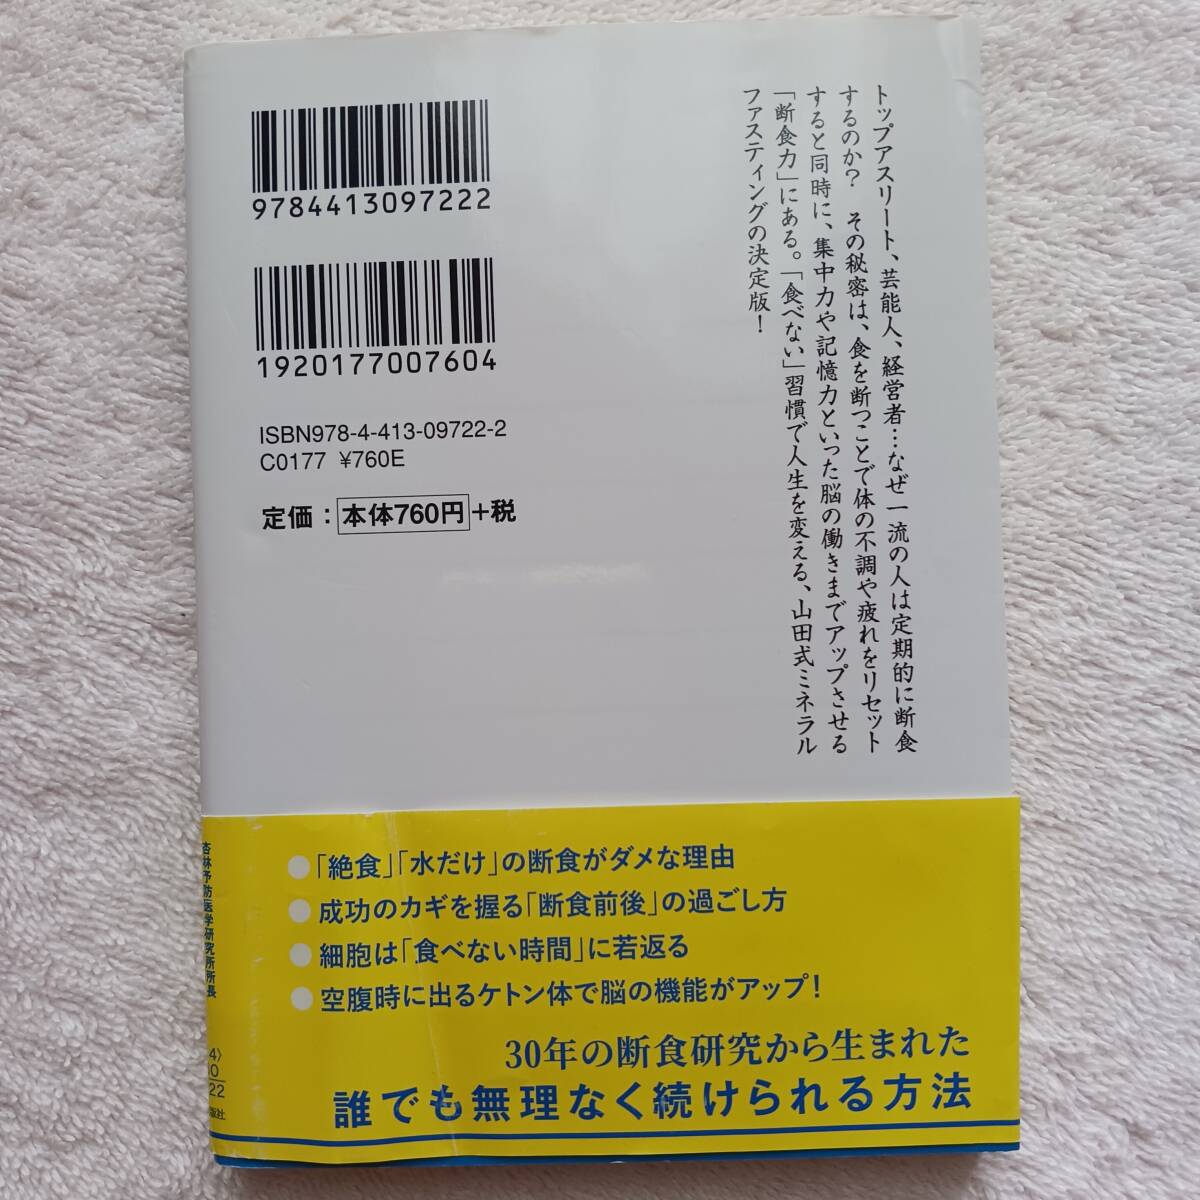 トップアスリート、芸能人、経営者…なぜ一流の人は定期的に断食
するのか？　その秘密は、食を断つことで体の不調や疲れをリセット
すると同時に、集中力や記憶力といった脳の働きまでアップさせる
「断食力」にある。「食べない」習慣で人生を変える、山田式ミネラル
ファスティングの決定版！
9784413097222
1920177007604
ISBN978-4-413-09722-2
C0177 ¥760E
定価：本体760円+税
●「絶食」「水だけ」の断食がダメな理由
●成功のカギを握る「断食前後」の過ごし方
●細胞は「食べない時間」に若返る
●空腹時に出るケトン体で脳の機能がアップ！
30年の断食研究から生まれた
誰でも無理なく続けられる方法
杏林予防医学研究所所長
4〉
22
版社